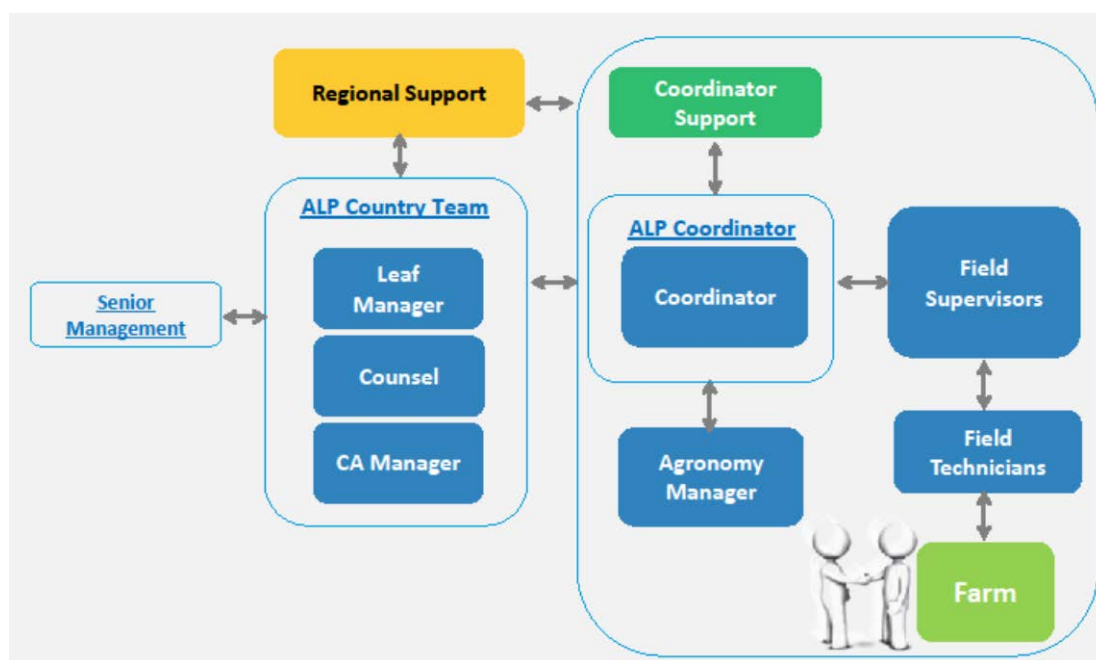 Regional Support
Coordinator
Support
ALP Country Team
Leaf
Manager
Counsel
CA Manager
Senior
Management
ALP Coordinator
Coordinator
Field
Supervisors
Agronomy
Manager
Field
Technicians
Farm